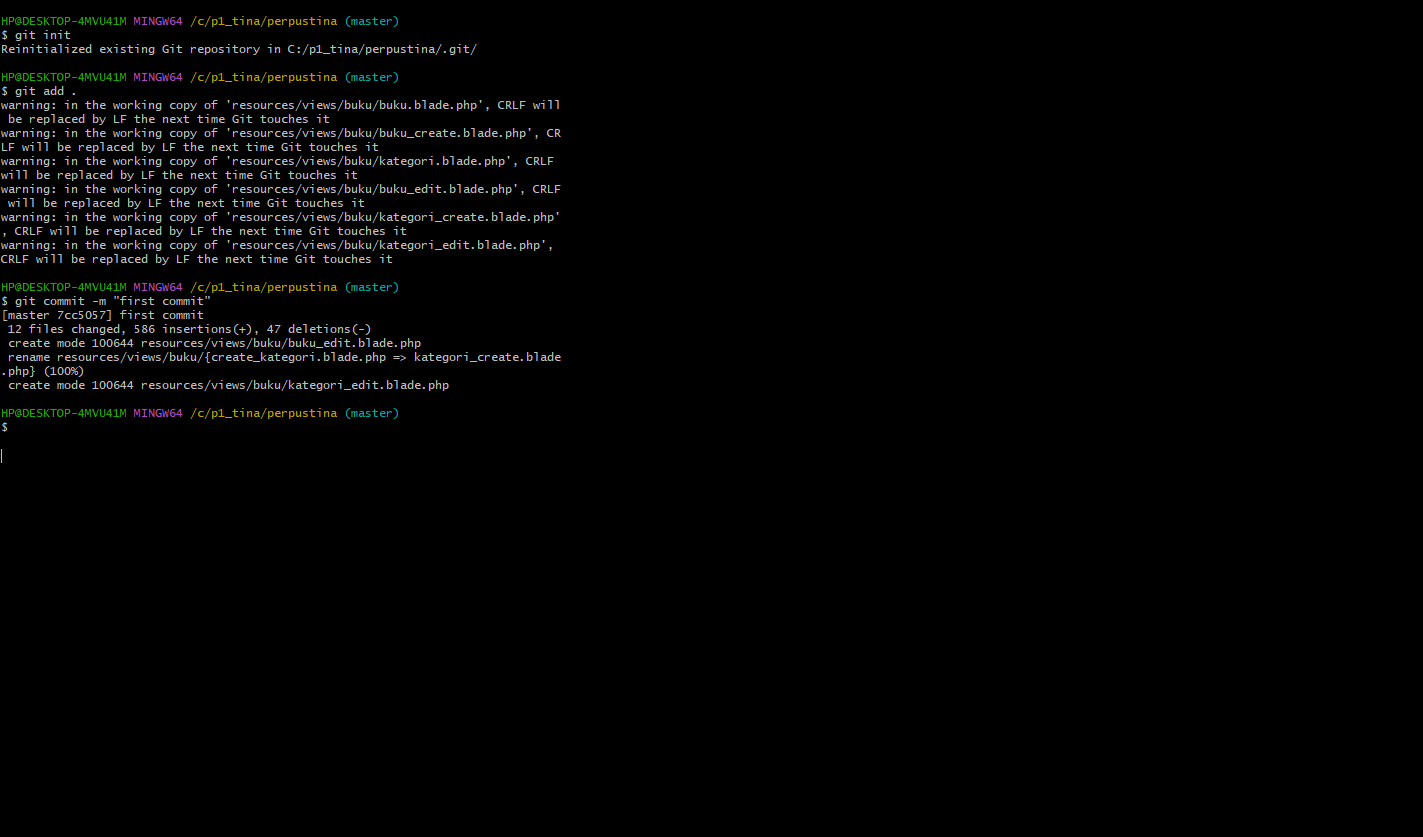 HP@DESKTOP-4MVU41M MINGW64 /c/p1_tina/perpustina (master)
$ git init
Reinitialized existing Git repository in C:/p1_tina/perpustina/.git/
HP@DESKTOP-4MVU41M MINGW64 /c/p1_tina/perpustina (master)
$ git add .
warning: in the working copy of 'resources/views/buku/buku.blade.php', CRLF will
 be replaced by LF the next time Git touches it
warning: in the working copy of 'resources/views/buku/buku_create.blade.php', CR
LF will be replaced by LF the next time Git touches it
warning: in the working copy of 'resources/views/buku/kategori.blade.php', CRLF
will be replaced by LF the next time Git touches it
warning: in the working copy of 'resources/views/buku/buku_edit.blade.php', CRLF
 will be replaced by LF the next time Git touches it
warning: in the working copy of 'resources/views/buku/kategori_create.blade.php'
, CRLF will be replaced by LF the next time Git touches it
warning: in the working copy of 'resources/views/buku/kategori_edit.blade.php',
CRLF will be replaced by LF the next time Git touches it
HP@DESKTOP-4MVU41M MINGW64 /c/p1_tina/perpustina (master)
$ git commit -m "first commit"
[master 7cc5057] first commit
 12 files changed, 586 insertions(+), 47 deletions(-)
 create mode 100644 resources/views/buku/buku_edit.blade.php
 rename resources/views/buku/{create_kategori.blade.php => kategori_create.blade
.php} (100%)
 create mode 100644 resources/views/buku/kategori_edit.blade.php
HP@DESKTOP-4MVU41M MINGW64 /c/p1_tina/perpustina (master)
$